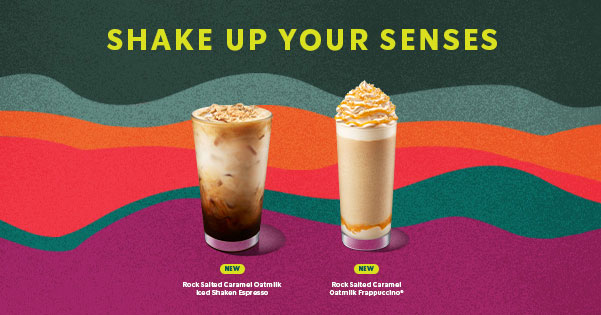 SHAKE UP YOUR SENSES
NEW
Rock Salted Caramel Oatmilk
Iced Shaken Espresso
NEW
Rock Salted Caramel
Oatmilk Frappuccino®